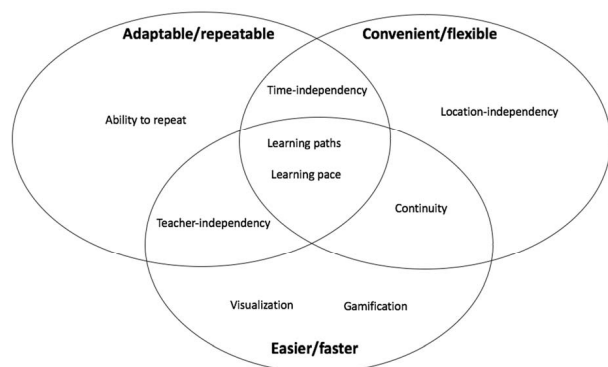 Adaptable/repeatable
Convenient/flexible
Time-independency
Ability to repeat
Location-independency
Learning paths
Learning pace
Continuity
Teacher-independency
Visualization
Gamification
Easier/faster